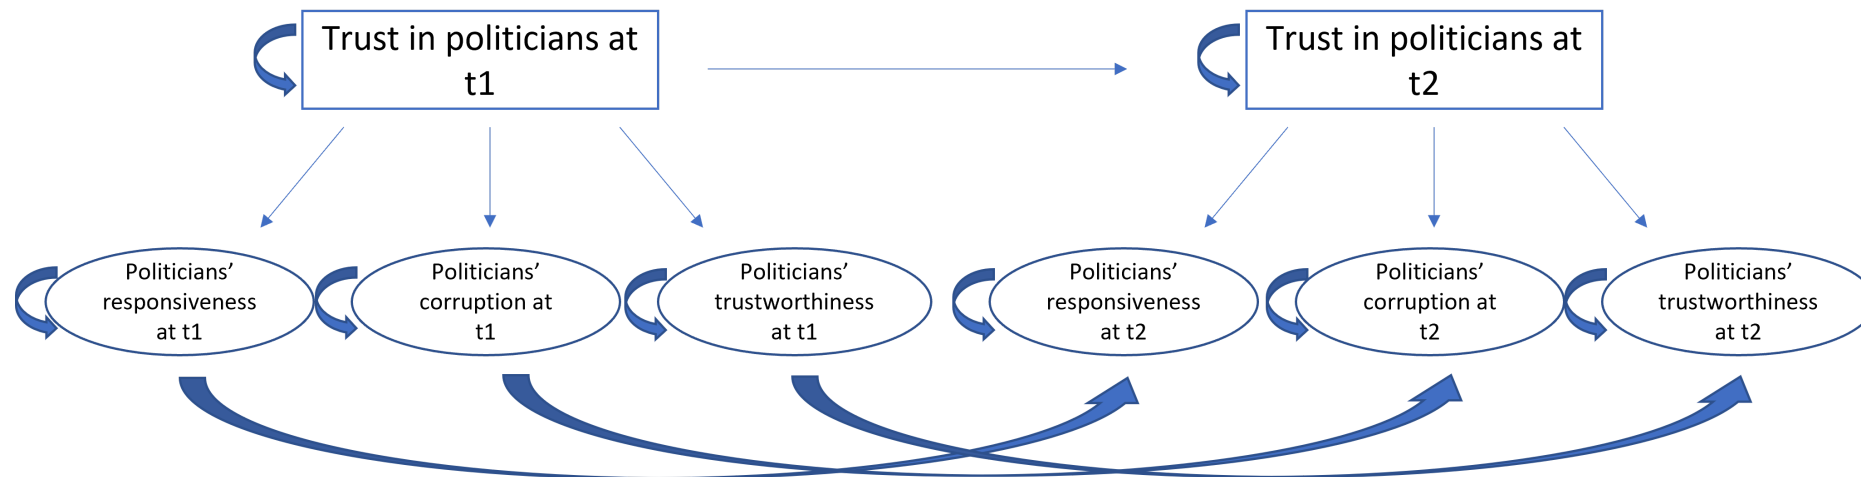 Trust in politicians at
t1
Trust in politicians at
t2
Politicians’
responsiveness
at t1
Politicians’
corruption at
t1
Politicians’
trustworthiness
at t1
Politicians’
responsiveness
at t2
Politicians’
corruption at
t2
Politicians’
trustworthiness
at t2